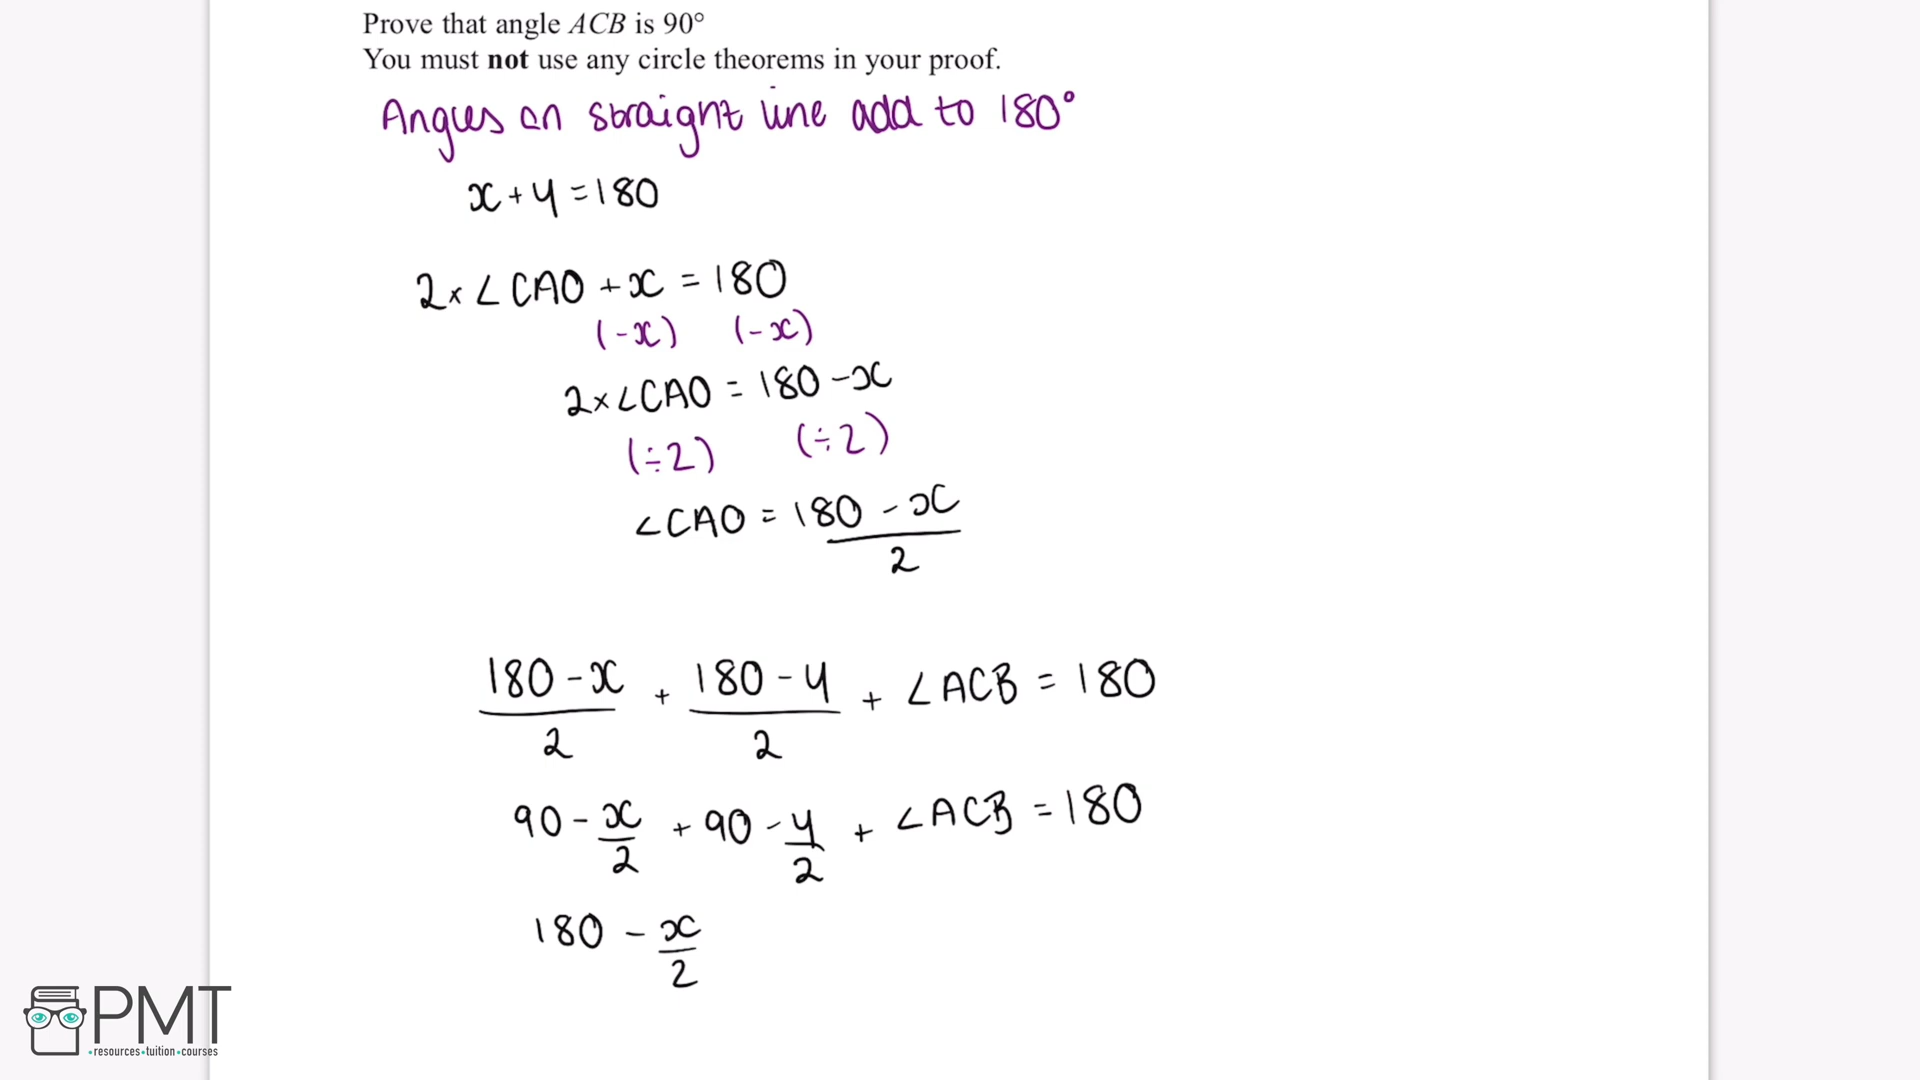 Prove that angle ACB is 90°
You must not use any circle theorems in your proof.
Angles on straight line add to 180°
x + y = 180
2 × ∠CAO + x = 180
(-x) (-x)
2 × ∠CAO = 180 - x
(÷2) (÷2)
∠CAO = 180 - x
2
180 - x + 180 - y + ∠ACB = 180
2 2
90 - x/2 + 90 - y/2 + ∠ACB = 180
180 - x/2
PMT
•resources•tuition•courses